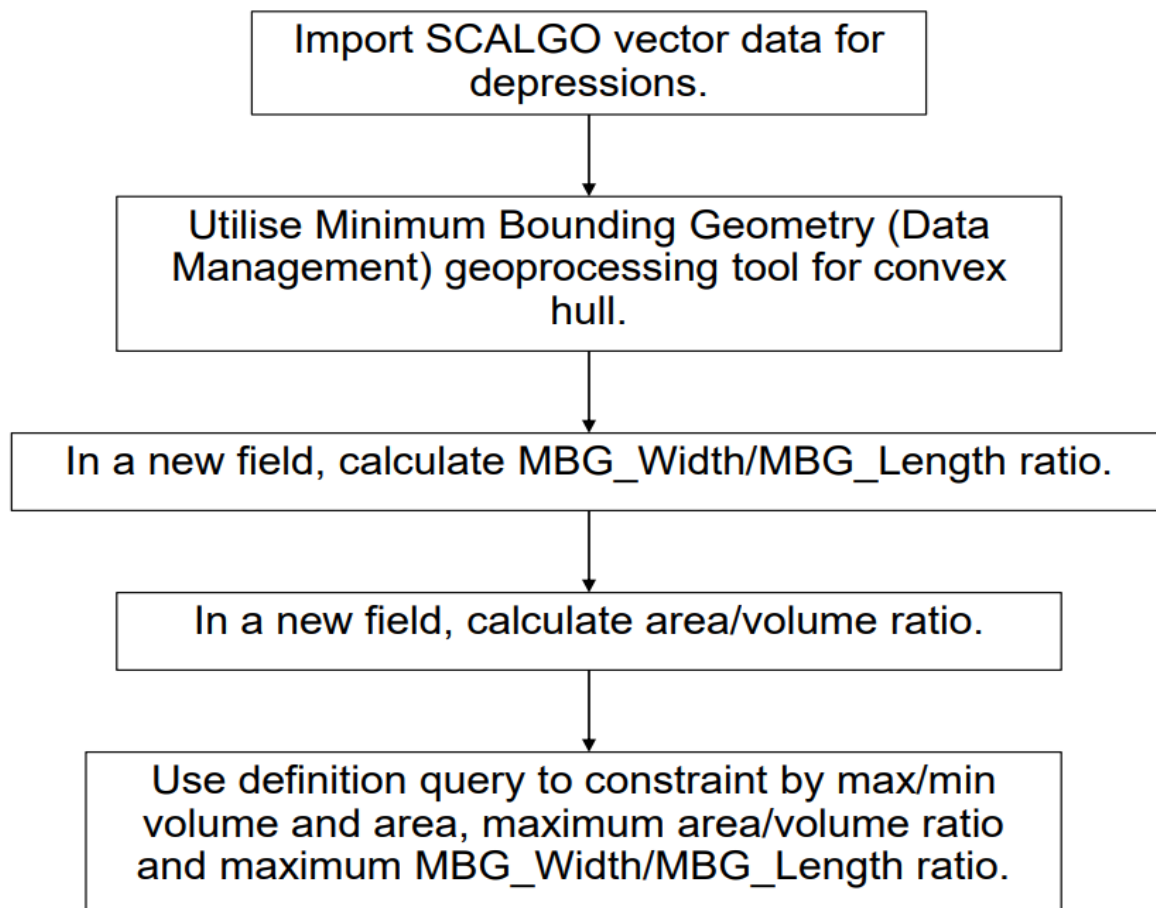 Import SCALGO vector data for
depressions.
Utilise Minimum Bounding Geometry (Data
Management) geoprocessing tool for convex
hull.
In a new field, calculate MBG_Width/MBG_Length ratio.
In a new field, calculate area/volume ratio.
Use definition query to constraint by max/min
volume and area, maximum area/volume ratio
and maximum MBG_Width/MBG_Length ratio.